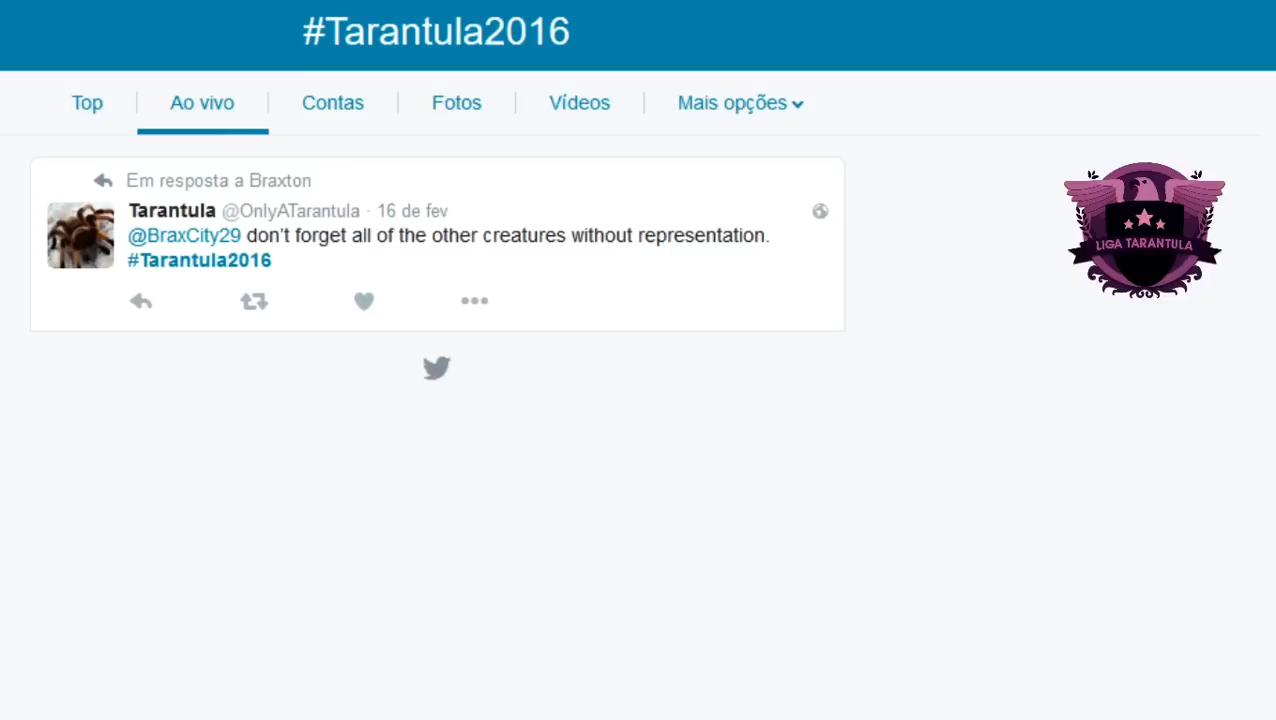 #Tarantula2016
Top
Ao vivo
Contas
Fotos
Vídeos
Mais opções
Em resposta a Braxton
Tarantula @OnlyATarantula · 16 de fev
@BraxCity29 don't forget all of the other creatures without representation.
#Tarantula2016
LIGA TARANTULA